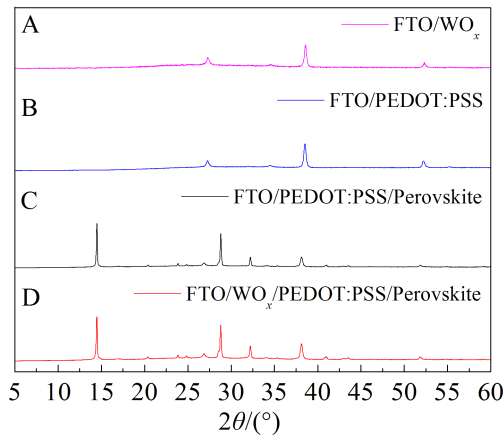 A
FTO/WOₓ
B
FTO/PEDOT:PSS
C
FTO/PEDOT:PSS/Perovskite
D
FTO/WOₓ/PEDOT:PSS/Perovskite
5 10 15 20 25 30 35 40 45 50 55 60
2θ/(°)